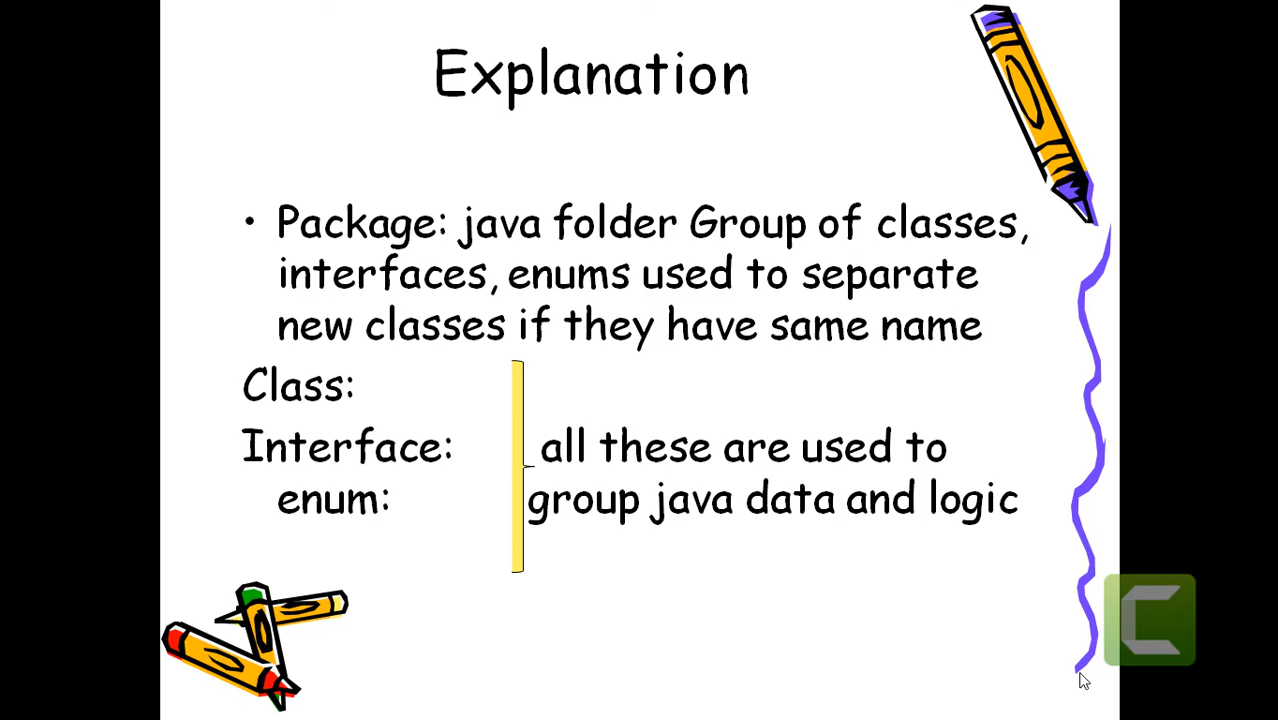 Explanation
• Package: java folder Group of classes,
interfaces, enums used to separate
new classes if they have same name
Class:
Interface: all these are used to
enum: group java data and logic